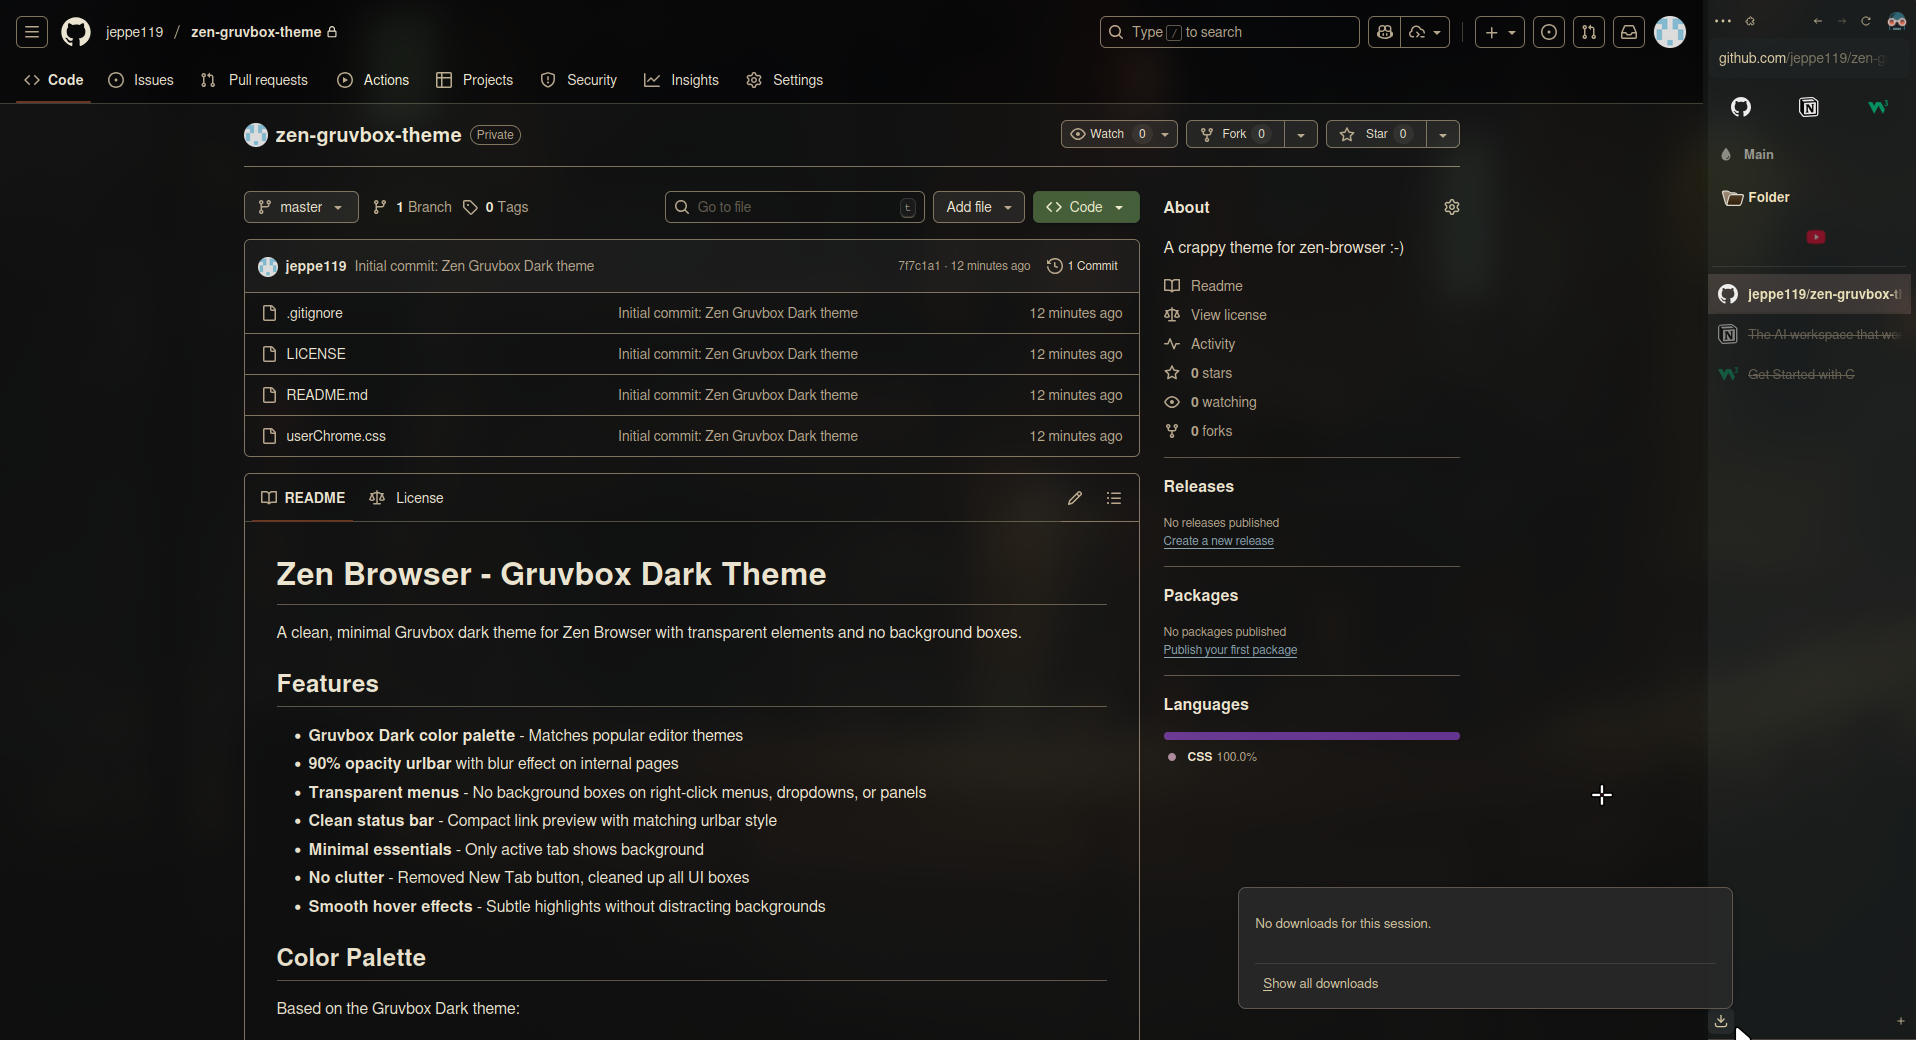 jeppe119 / zen-gruvbox-theme
Type / to search
Code Issues Pull requests Actions Projects Security Insights Settings
zen-gruvbox-theme Private
Watch 0 Fork 0 Star 0
master 1 Branch 0 Tags Go to file t Add file Code
jeppe119 Initial commit: Zen Gruvbox Dark theme 7f7c1a1 · 12 minutes ago 1 Commit
.gitignore Initial commit: Zen Gruvbox Dark theme 12 minutes ago
LICENSE Initial commit: Zen Gruvbox Dark theme 12 minutes ago
README.md Initial commit: Zen Gruvbox Dark theme 12 minutes ago
userChrome.css Initial commit: Zen Gruvbox Dark theme 12 minutes ago
README License
Zen Browser - Gruvbox Dark Theme
A clean, minimal Gruvbox dark theme for Zen Browser with transparent elements and no background boxes.
Features
• Gruvbox Dark color palette - Matches popular editor themes
• 90% opacity urlbar with blur effect on internal pages
• Transparent menus - No background boxes on right-click menus, dropdowns, or panels
• Clean status bar - Compact link preview with matching urlbar style
• Minimal essentials - Only active tab shows background
• No clutter - Removed New Tab button, cleaned up all UI boxes
• Smooth hover effects - Subtle highlights without distracting backgrounds
Color Palette
Based on the Gruvbox Dark theme:
About
A crappy theme for zen-browser :-)
Readme
View license
Activity
0 stars
0 watching
0 forks
Releases
No releases published
Create a new release
Packages
No packages published
Publish your first package
Languages
CSS 100.0%
No downloads for this session.
Show all downloads
github.com/jeppe119/zen-g
N W3
Main
Folder
jeppe119/zen-gruvbox-t
N The AI workspace that wo
W3 Get Started with C